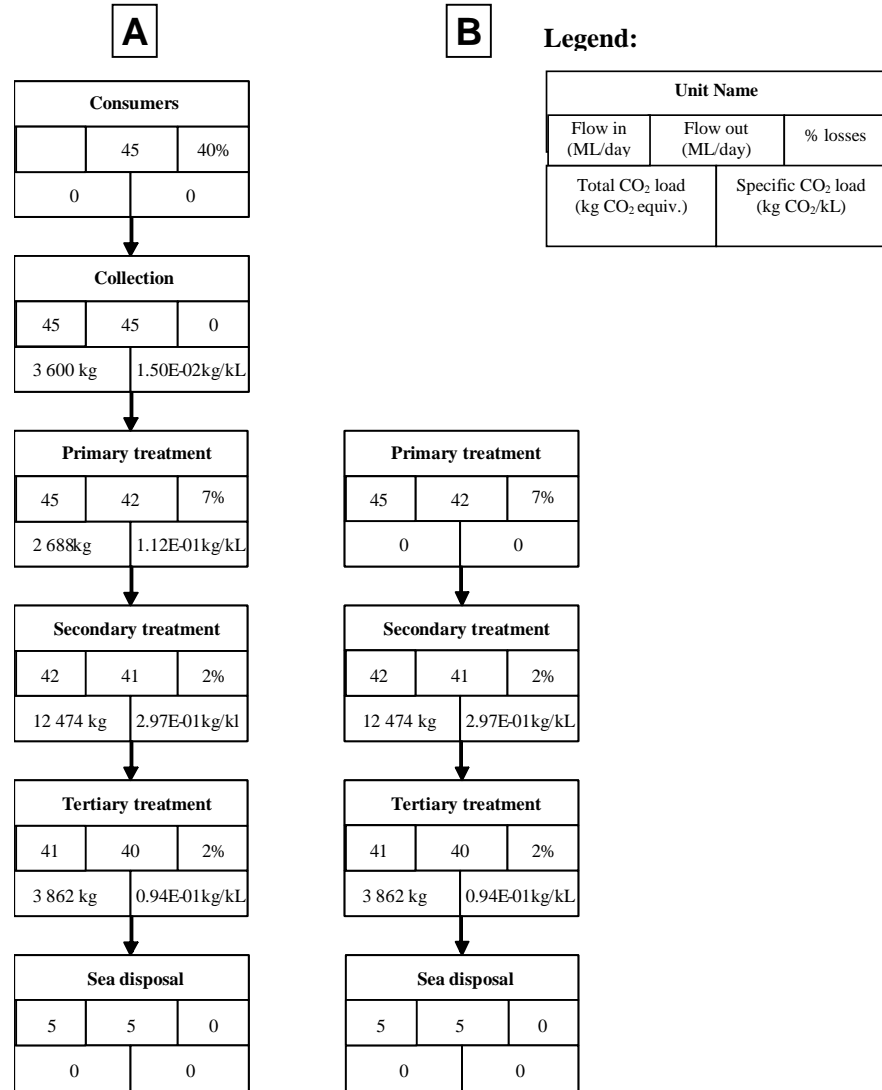 A
B
Legend:
Unit Name
Flow in
(ML/day
Flow out
(ML/day)
% losses
Total CO₂ load
(kg CO₂ equiv.)
Specific CO₂ load
(kg CO₂/kL)
Consumers
45
40%
0
0
Collection
45
45
0
3 600 kg
1.50E-02kg/kL
Primary treatment
45
42
7%
2 688kg
1.12E-01kg/kL
Secondary treatment
42
41
2%
12 474 kg
2.97E-01kg/kl
Tertiary treatment
41
40
2%
3 862 kg
0.94E-01kg/kL
Sea disposal
5
5
0
0
0
Primary treatment
45
42
7%
0
0
Secondary treatment
42
41
2%
12 474 kg
2.97E-01kg/kL
Tertiary treatment
41
40
2%
3 862 kg
0.94E-01kg/kL
Sea disposal
5
5
0
0
0